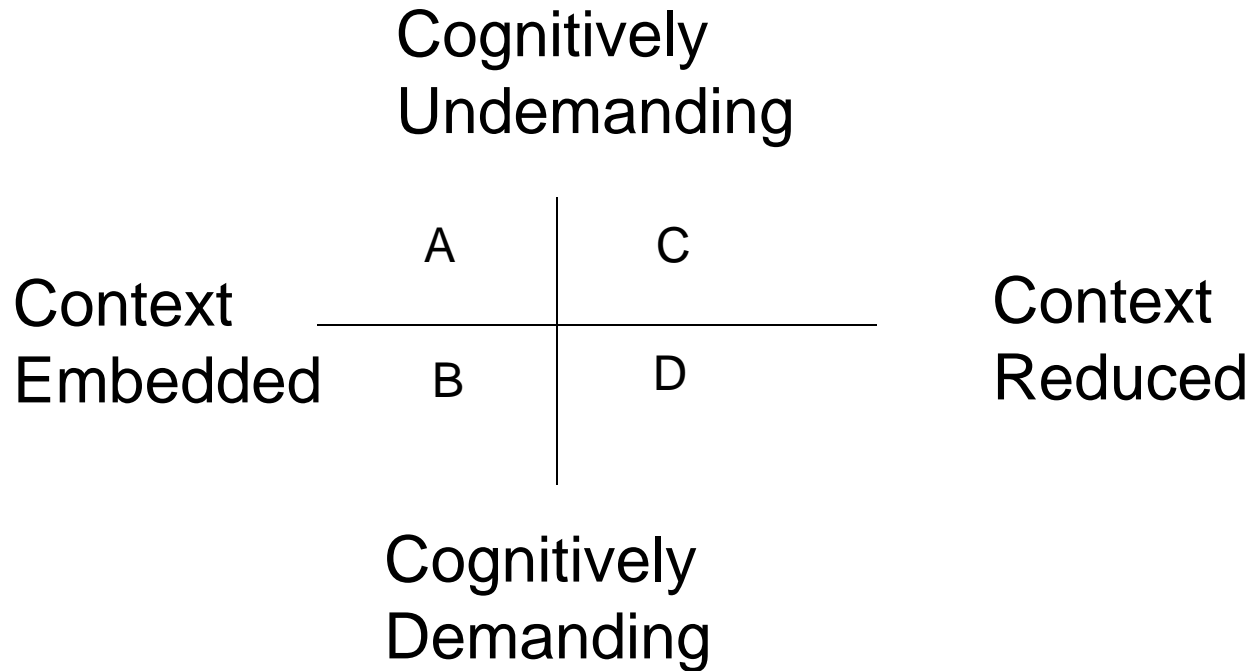 Cognitively
Undemanding
A
C
Context
Embedded
Context
Reduced
B
D
Cognitively
Demanding